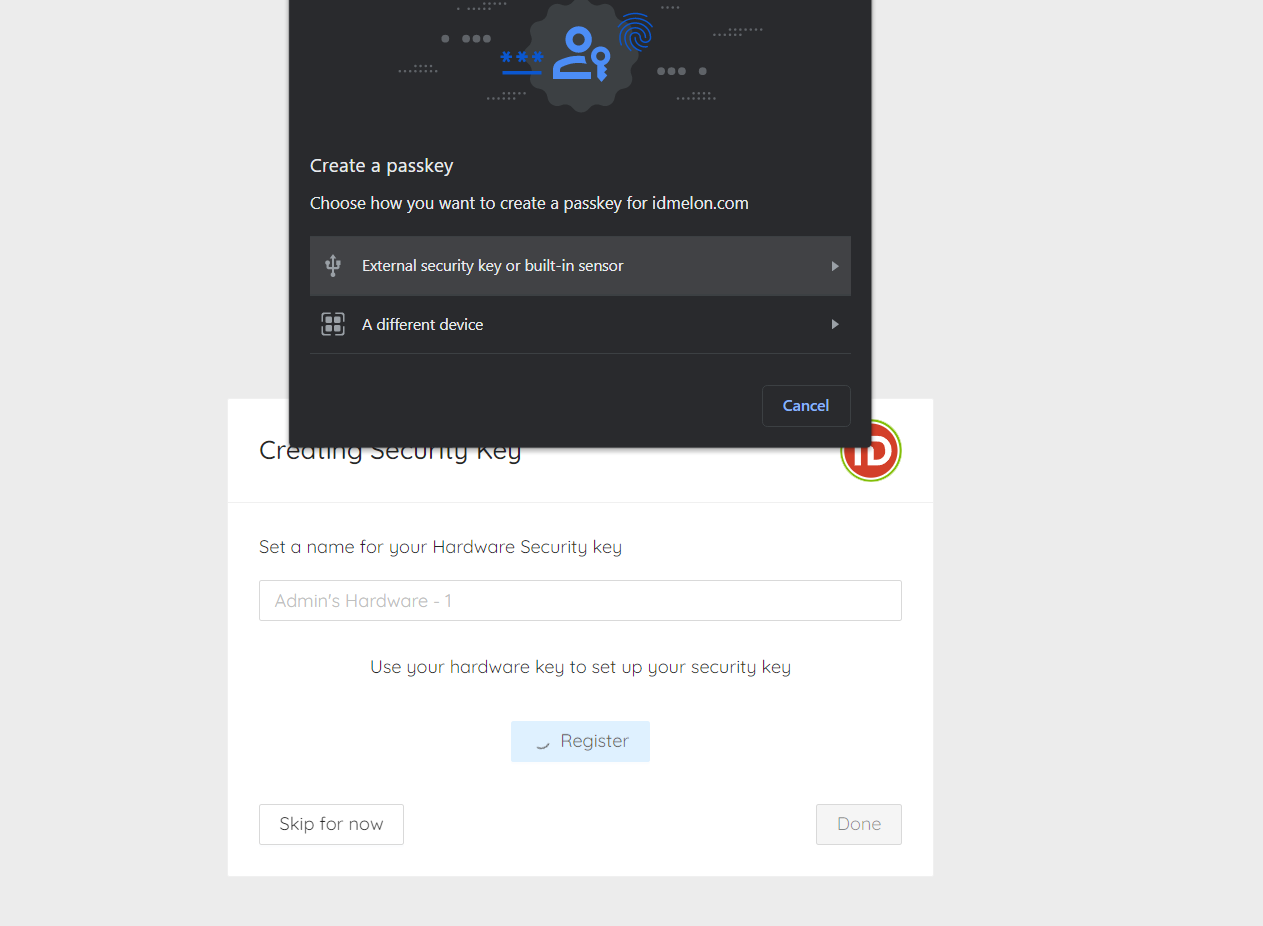 ***
Create a passkey
Choose how you want to create a passkey for idmelon.com
External security key or built-in sensor
A different device
Cancel
Creating Security Key
iD
Set a name for your Hardware Security key
Admin's Hardware - 1
Use your hardware key to set up your security key
Register
Skip for now
Done